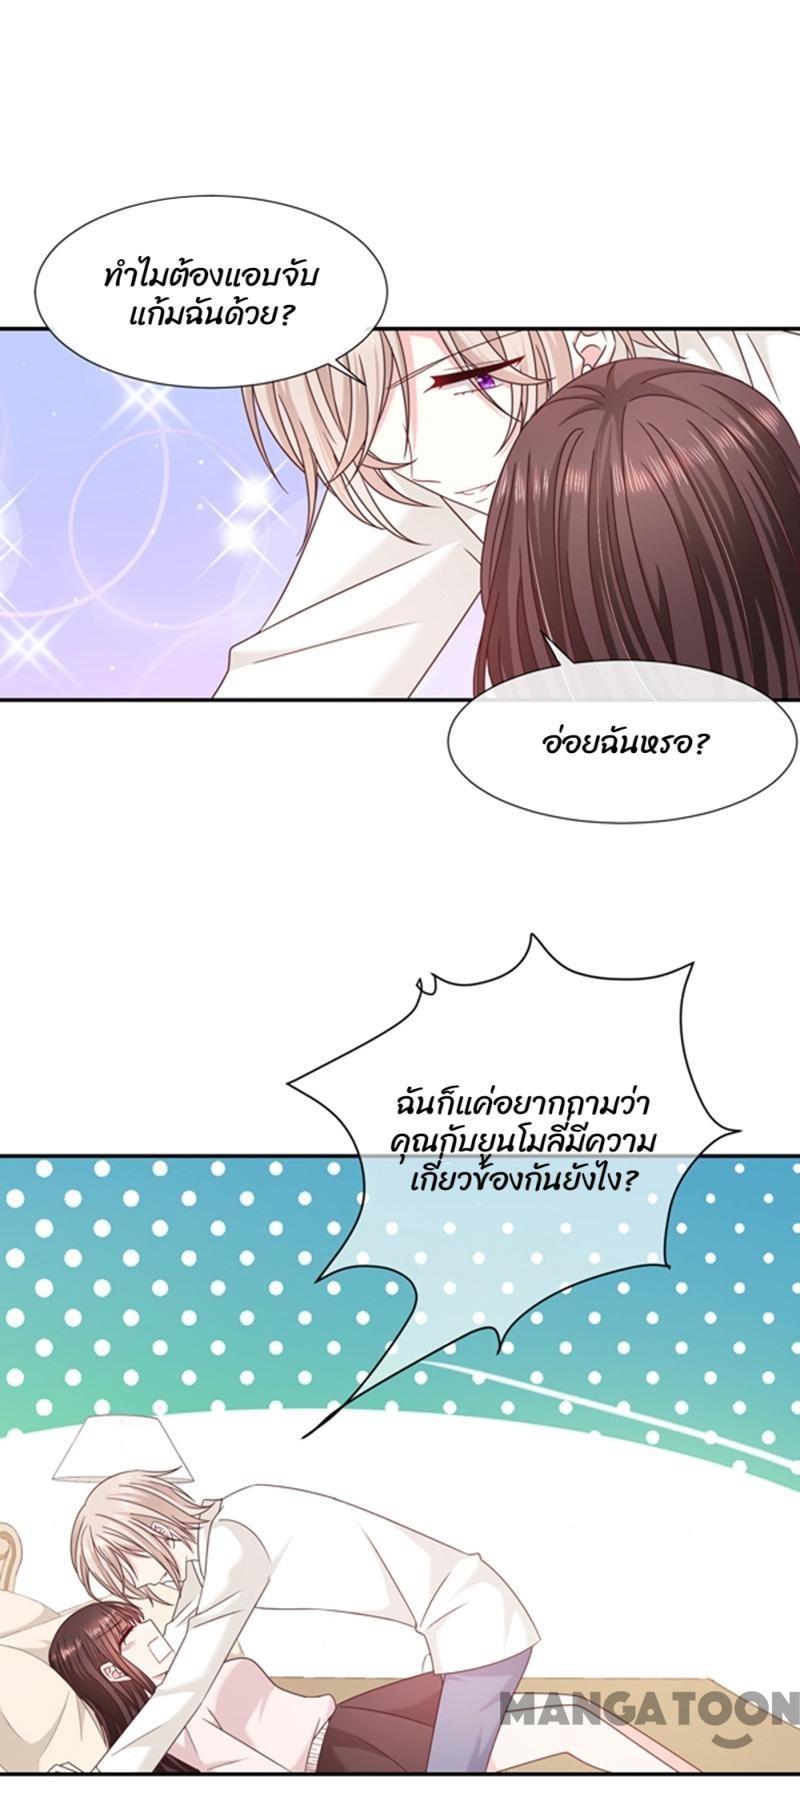 ทำไมต้องแอบจับ
แก้มฉันด้วย?
อ่อยฉันหรอ?
ฉันก็แค่อยากถามว่า
คุณกับยูนโมลี่มีความ
เกี่ยวข้องกันยังไง?
MANGATOON